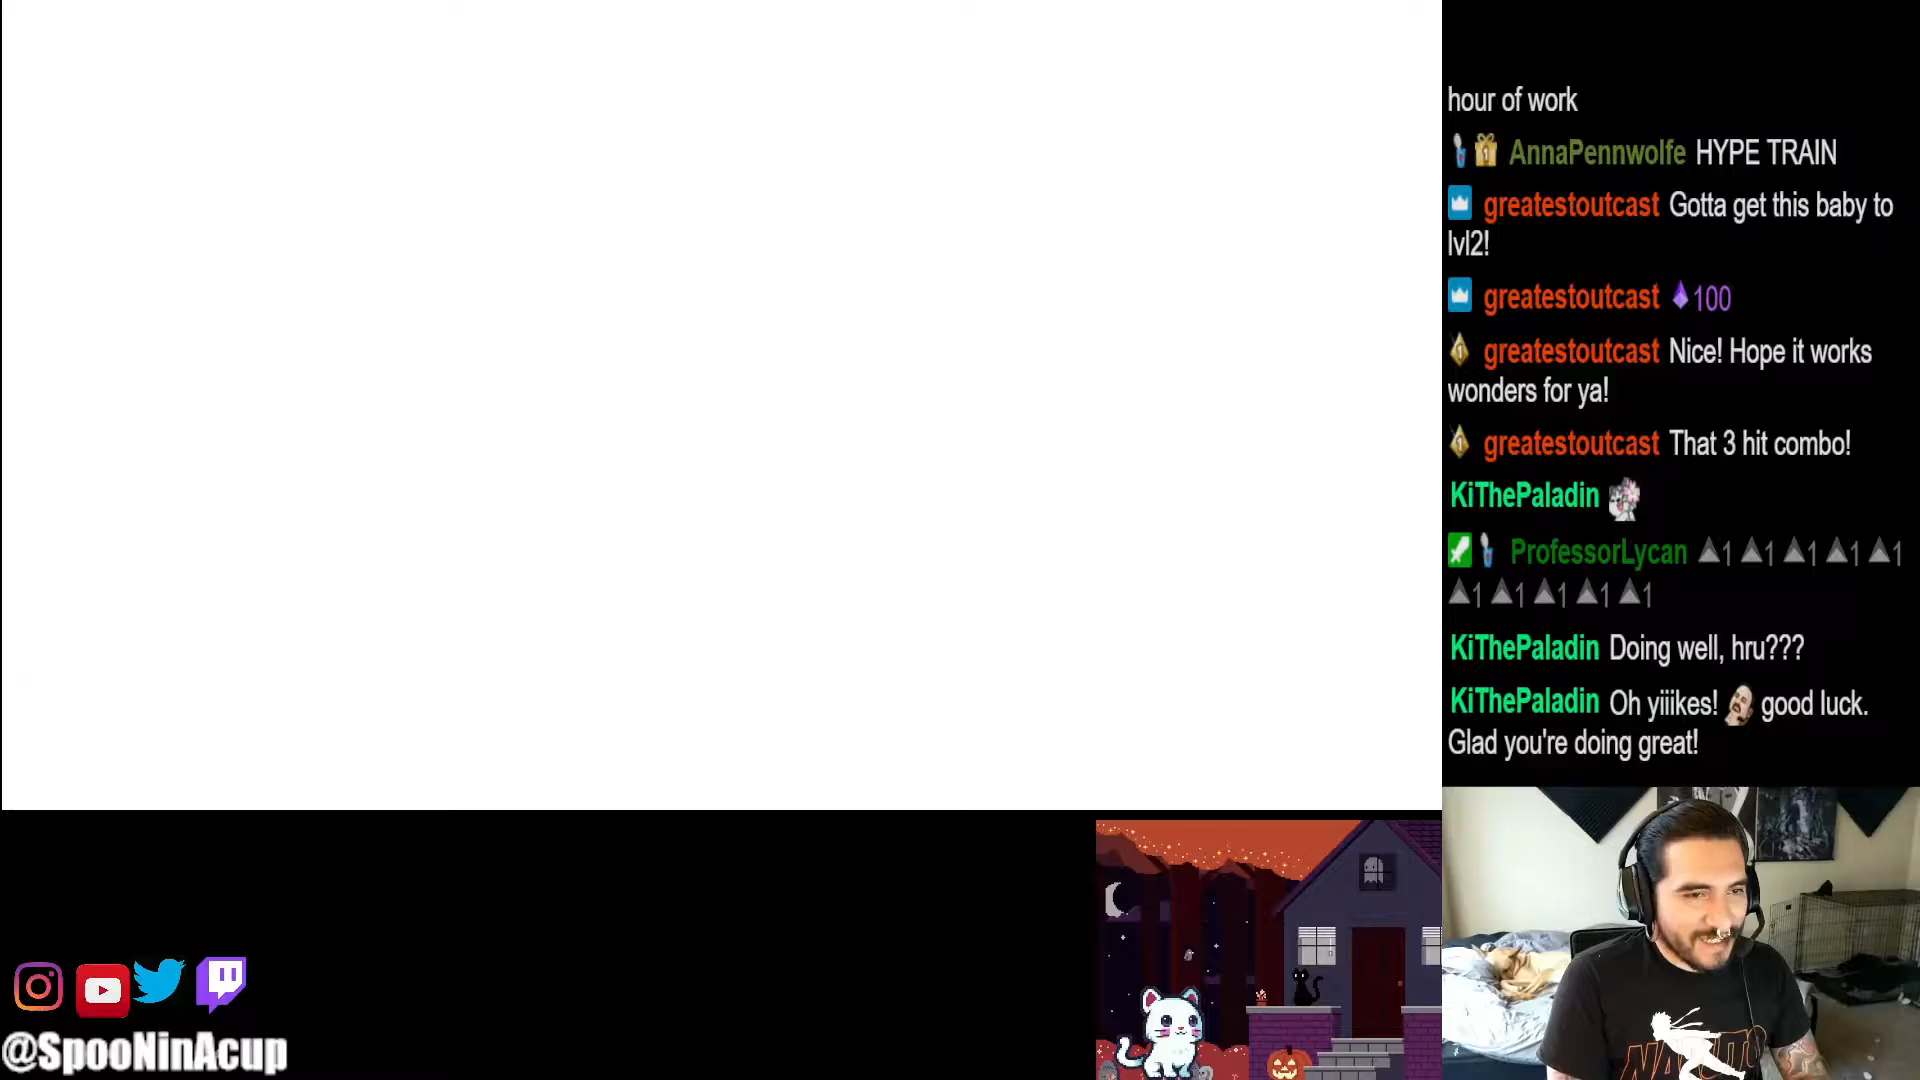 hour of work
AnnaPennwolfe HYPE TRAIN
greatestoutcast Gotta get this baby to
lvl2!
greatestoutcast 100
greatestoutcast Nice! Hope it works
wonders for ya!
greatestoutcast That 3 hit combo!
KiThePaladin
ProfessorLycan 1 1 1 1 1
1 1 1 1 1
KiThePaladin Doing well, hru???
KiThePaladin Oh yiiikes! good luck.
Glad you're doing great!
@SpooNinAcup